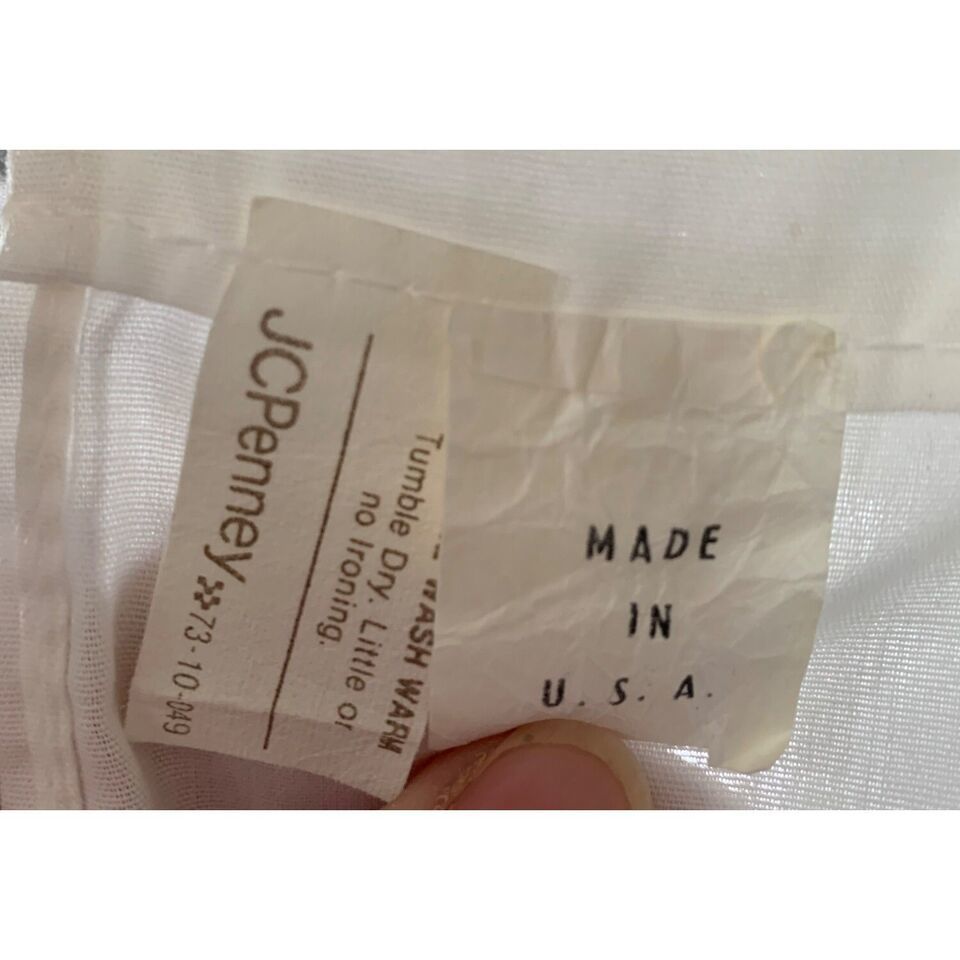 JCPenney 73-10-049
WASH WARM
Tumble Dry. Little or
no Ironing.
MADE
IN
U. S. A.